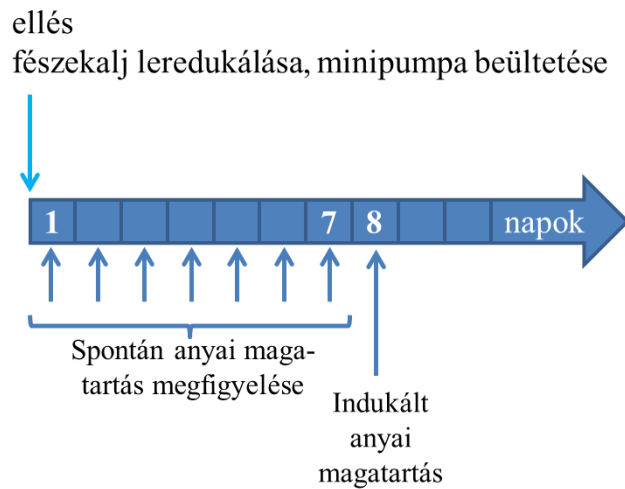 ellés
fészekalj leredukálása, minipumpa beültetése
1 7 8 napok
Spontán anyai maga-
tartás megfigyelése
Indukált
anyai
magatartás